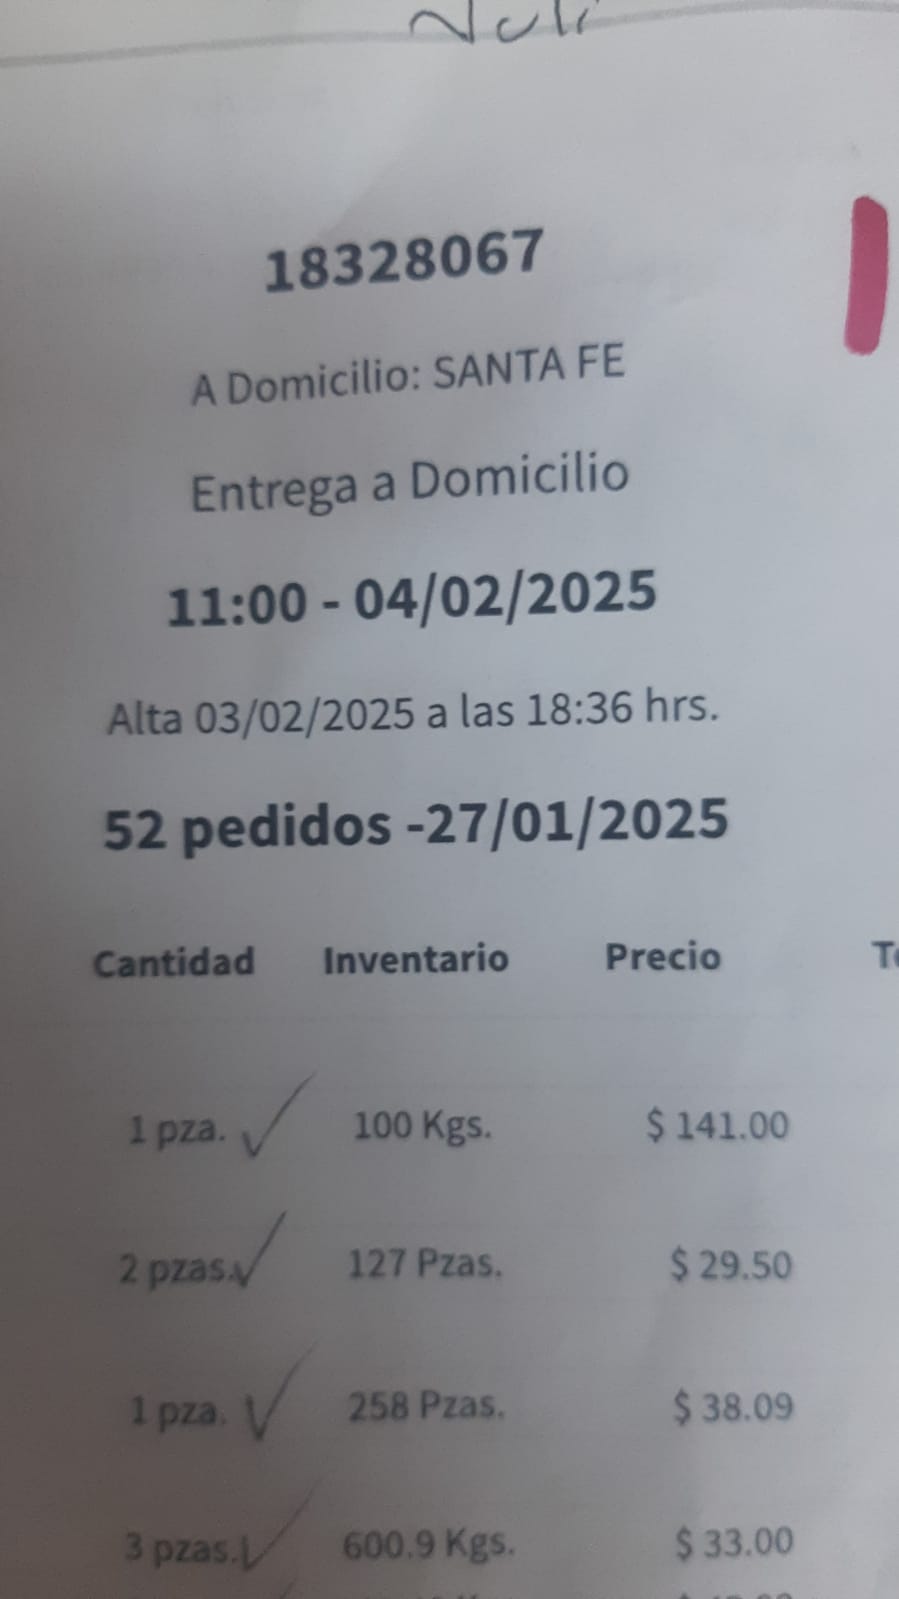 18328067
A Domicilio: SANTA FE
Entrega a Domicilio
11:00 - 04/02/2025
Alta 03/02/2025 a las 18:36 hrs.
52 pedidos -27/01/2025
Cantidad Inventario Precio
1 pza. 100 Kgs. $ 141.00
2 pzas. 127 Pzas. $ 29.50
1 pza. 258 Pzas. $ 38.09
3 pzas. 600.9 Kgs. $ 33.00